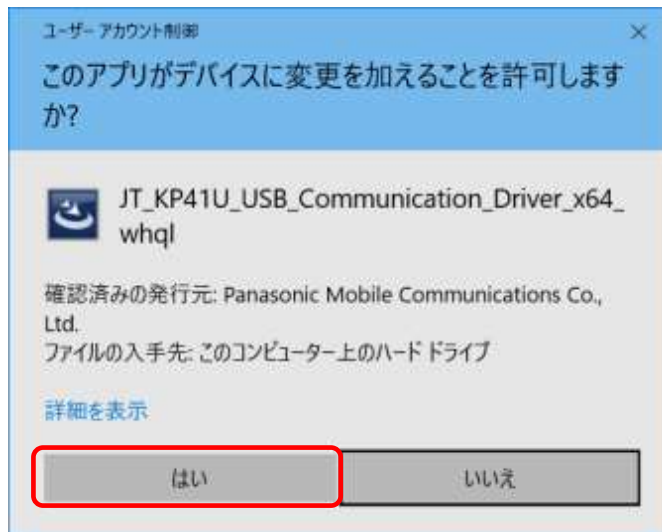 ユーザー アカウント制御
このアプリがデバイスに変更を加えることを許可します
か?
JT_KP41U_USB_Communication_Driver_x64_
whql
確認済みの発行元: Panasonic Mobile Communications Co.,
Ltd.
ファイルの入手先: このコンピューター上のハード ドライブ
詳細を表示
はい
いいえ